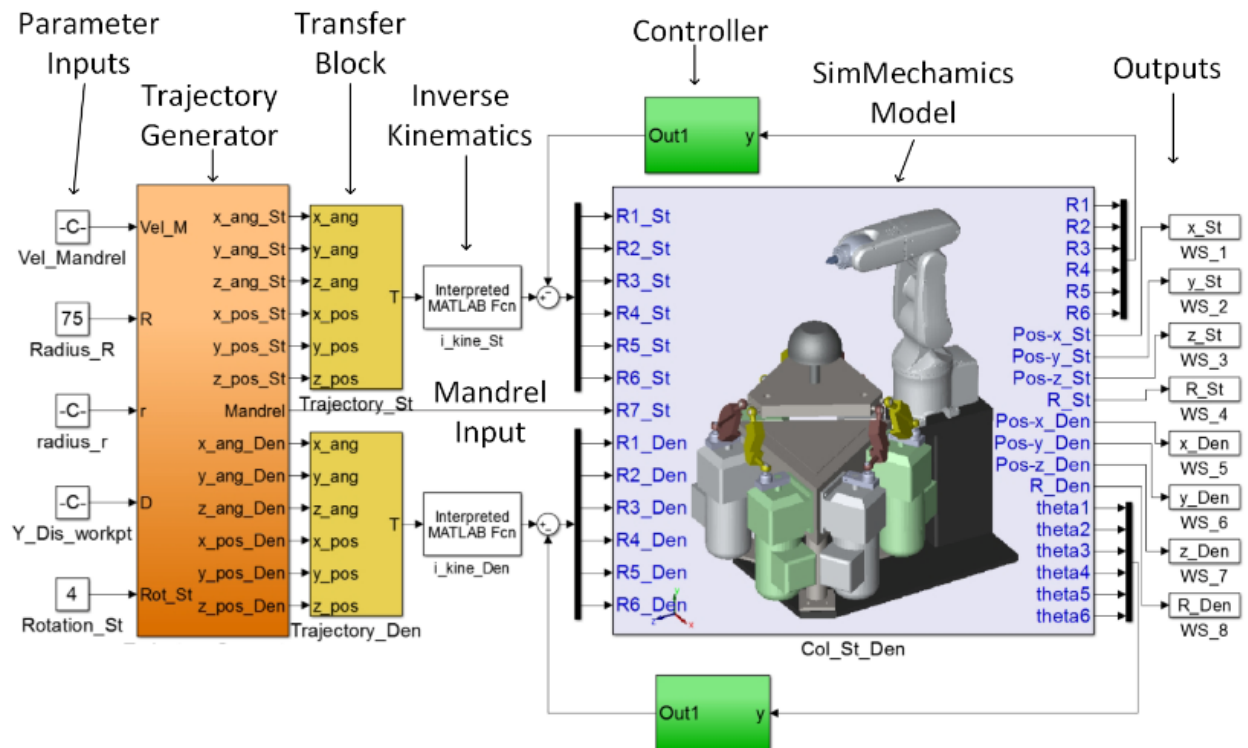 Parameter
Inputs
Trajectory
Generator
Transfer
Block
Inverse
Kinematics
Controller
SimMechamics
Model
Outputs
-C-
Vel_Mandrel
75
Radius_R
-C-
radius_r
-C-
Y_Dis_workpt
4
Rotation_St
Vel_M
R
r
D
Rot_St
x_ang_St
y_ang_St
z_ang_St
x_pos_St
y_pos_St
z_pos_St
Mandrel
x_ang_Den
y_ang_Den
z_ang_Den
x_pos_Den
y_pos_Den
z_pos_Den
x_ang
y_ang
z_ang
x_pos
y_pos
z_pos
T
Trajectory_St
x_ang
y_ang
z_ang
x_pos
y_pos
z_pos
T
Trajectory_Den
Interpreted
MATLAB Fcn
i_kine_St
Mandrel
Input
Interpreted
MATLAB Fcn
i_kine_Den
Out1 y
R1_St
R2_St
R3_St
R4_St
R5_St
R6_St
R7_St
R1_Den
R2_Den
R3_Den
R4_Den
R5_Den
R6_Den
y
z
x
R1
R2
R3
R4
R5
R6
Pos-x_St
Pos-y_St
Pos-z_St
R_St
Pos-x_Den
Pos-y_Den
Pos-z_Den
R_Den
theta1
theta2
theta3
theta4
theta5
theta6
Col_St_Den
Out1 y
x_St
WS_1
y_St
WS_2
z_St
WS_3
R_St
WS_4
x_Den
WS_5
y_Den
WS_6
z_Den
WS_7
R_Den
WS_8